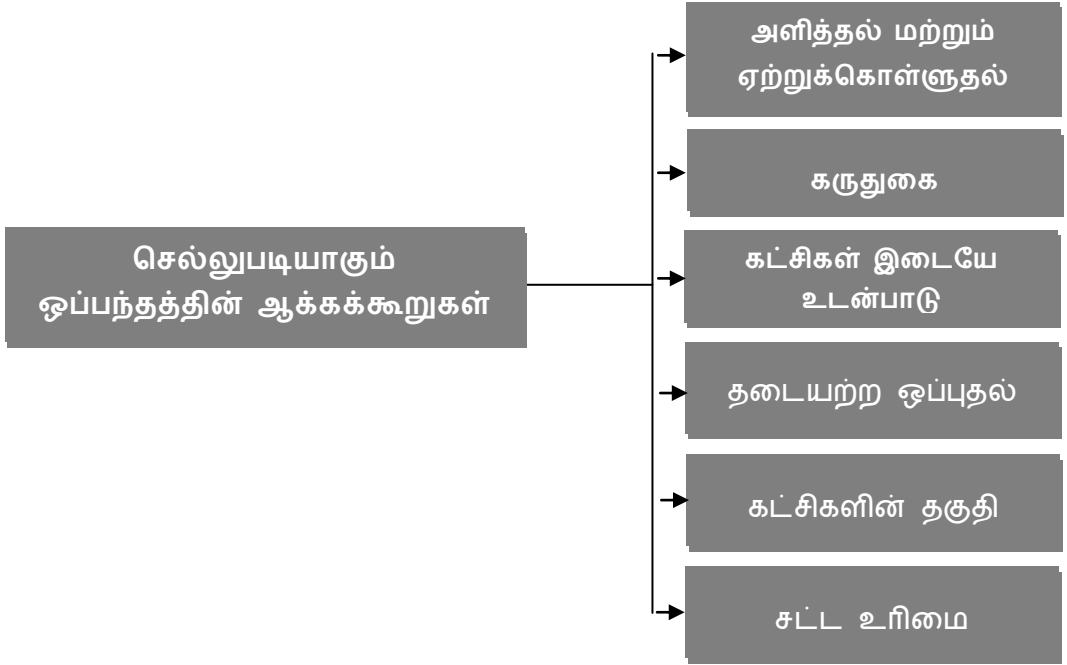 அளித்தல் மற்றும்
ஏற்றுக்கொள்ளுதல்
கருதுகை
செல்லுபடியாகும்
ஒப்பந்தத்தின் ஆக்கக்கூறுகள்
கட்சிகள் இடையே
உடன்பாடு
தடையற்ற ஒப்புதல்
கட்சிகளின் தகுதி
சட்ட உரிமை